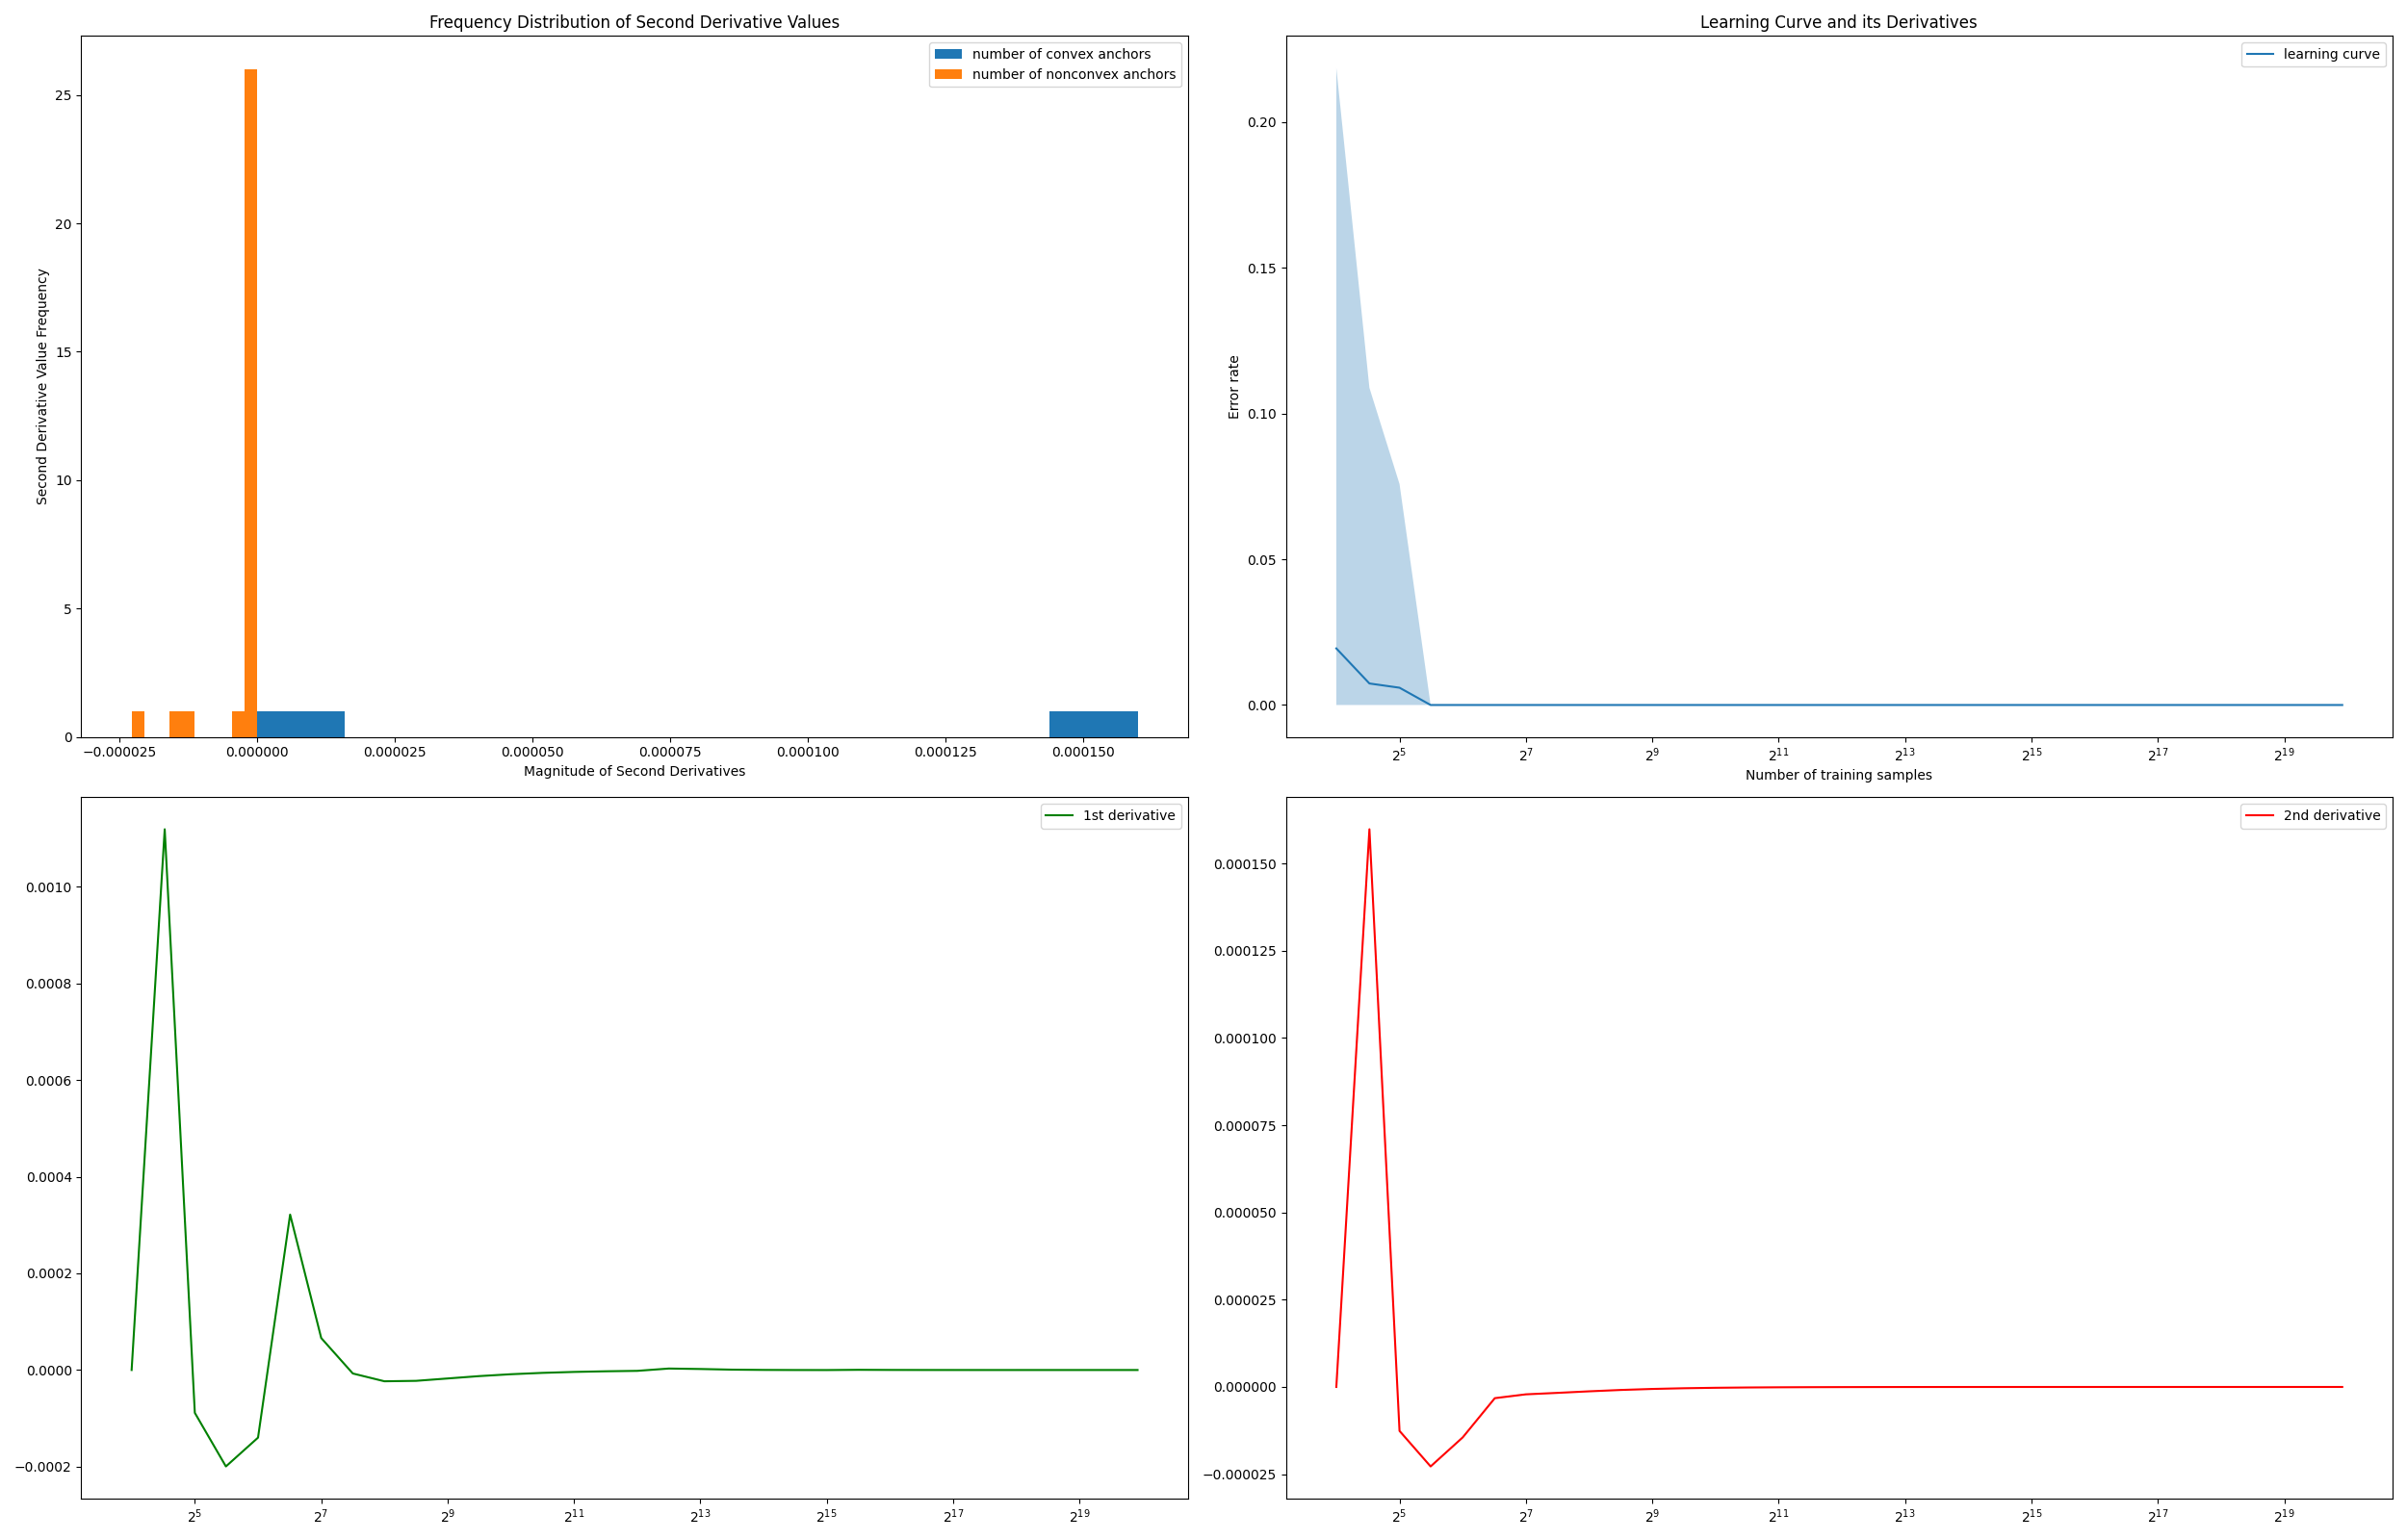 Frequency Distribution of Second Derivative Values
number of convex anchors
number of nonconvex anchors
Second Derivative Value Frequency
25
20
15
10
5
0
−0.000025 0.000000 0.000025 0.000050 0.000075 0.000100 0.000125 0.000150
Magnitude of Second Derivatives
Learning Curve and its Derivatives
learning curve
Error rate
0.20
0.15
0.10
0.05
0.00
2^5 2^7 2^9 2^11 2^13 2^15 2^17 2^19
Number of training samples
1st derivative
0.0010
0.0008
0.0006
0.0004
0.0002
0.0000
−0.0002
2^5 2^7 2^9 2^11 2^13 2^15 2^17 2^19
2nd derivative
0.000150
0.000125
0.000100
0.000075
0.000050
0.000025
0.000000
−0.000025
2^5 2^7 2^9 2^11 2^13 2^15 2^17 2^19